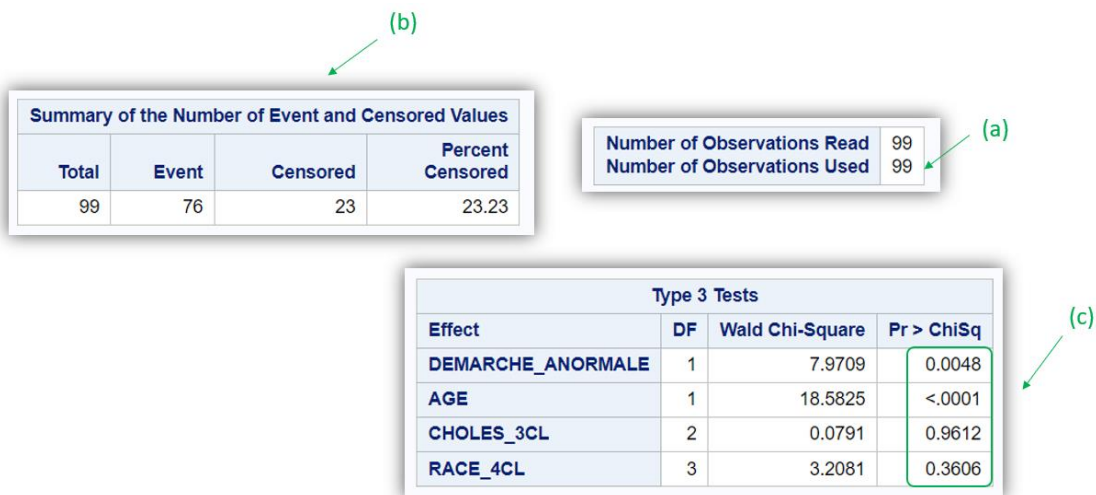 (b)
Summary of the Number of Event and Censored Values
Total Event Censored Percent Censored
99 76 23 23.23
Number of Observations Read 99
Number of Observations Used 99
(a)
Type 3 Tests
Effect DF Wald Chi-Square Pr > ChiSq
DEMARCHE_ANORMALE 1 7.9709 0.0048
AGE 1 18.5825 <.0001
CHOLES_3CL 2 0.0791 0.9612
RACE_4CL 3 3.2081 0.3606
(c)